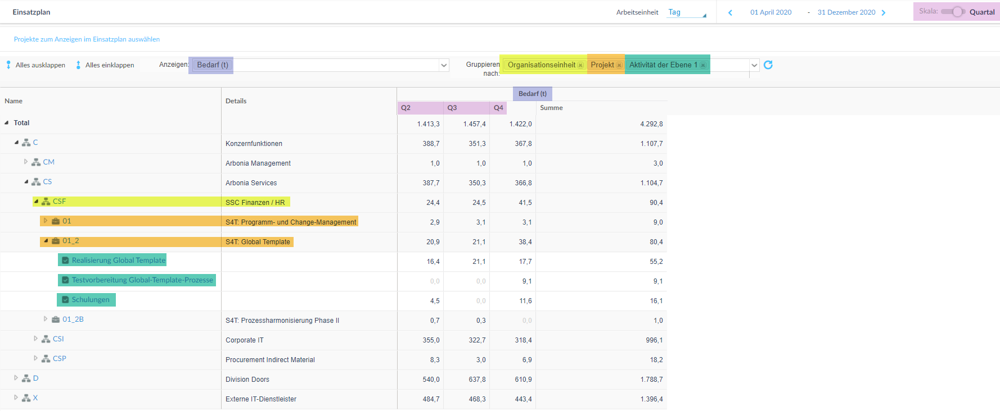 Einsatzplan Arbeitseinheit Tag 01 April 2020 - 31 Dezember 2020 Skala: Quartal
Projekte zum Anzeigen im Einsatzplan auswählen
Alles ausklappen Alles einklappen Anzeigen: Bedarf (t) Gruppieren nach: Organisationseinheit Projekt Aktivität der Ebene 1
Name Details Bedarf (t)
Q2 Q3 Q4 Summe
Total 1.413,3 1.457,4 1.422,0 4.292,8
C Konzernfunktionen 388,7 351,3 367,8 1.107,7
CM Arbonia Management 1,0 1,0 1,0 3,0
CS Arbonia Services 387,7 350,3 366,8 1.104,7
CSF SSC Finanzen / HR 24,4 24,5 41,5 90,4
01 S4T: Programm- und Change-Management 2,9 3,1 3,1 9,0
01_2 S4T: Global Template 20,9 21,1 38,4 80,4
Realisierung Global Template 16,4 21,1 17,7 55,2
Testvorbereitung Global-Template-Prozesse 0,0 0,0 9,1 9,1
Schulungen 4,5 0,0 11,6 16,1
01_2B S4T: Prozessharmonisierung Phase II 0,7 0,3 0,0 1,0
CSI Corporate IT 355,0 322,7 318,4 996,1
CSP Procurement Indirect Material 8,3 3,0 6,9 18,2
D Division Doors 540,0 637,8 610,9 1.788,7
X Externe IT-Dienstleister 484,7 468,3 443,4 1.396,4